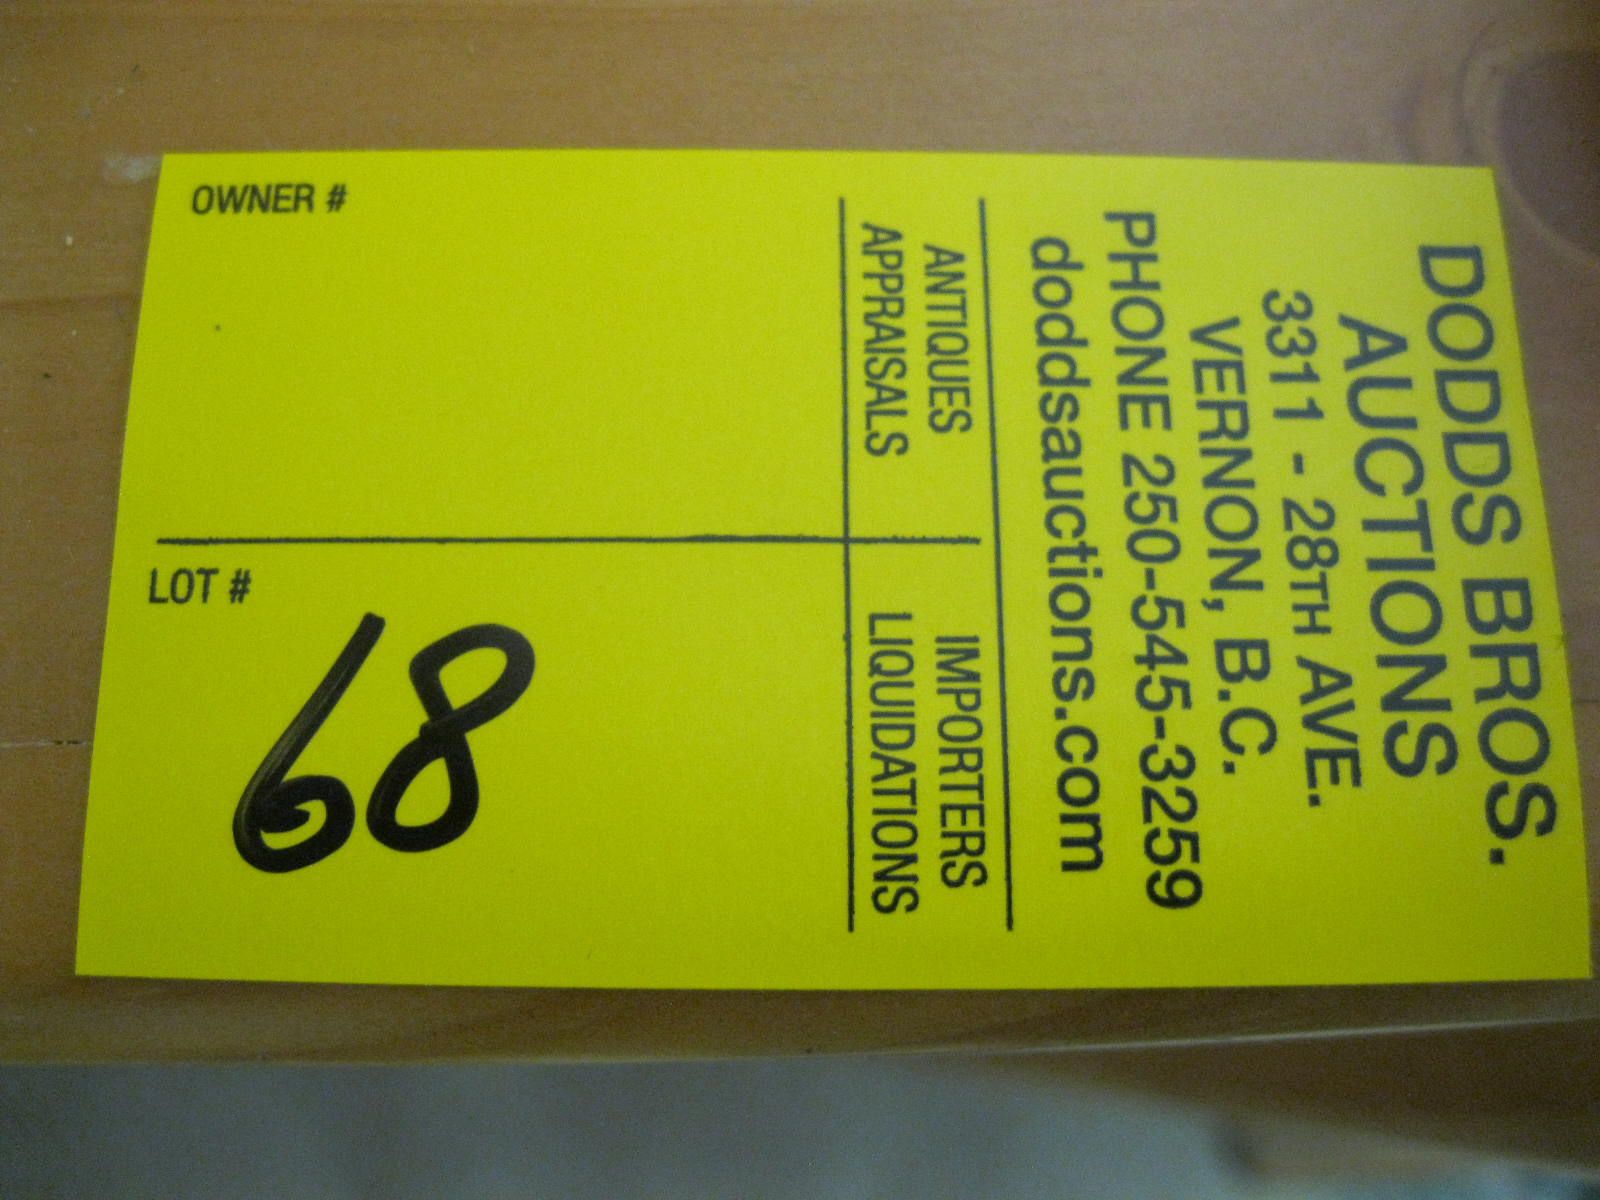 DODDS BROS.
AUCTIONS
3311 - 28TH AVE.
VERNON, B.C.
PHONE 250-545-3259
doddsauctions.com
ANTIQUES
APPRAISALS
IMPORTERS
LIQUIDATIONS
OWNER #
LOT #
68